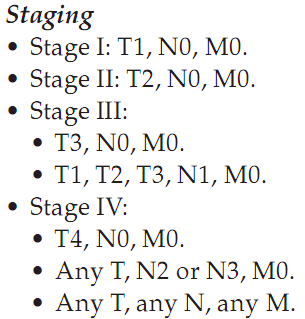 Staging
• Stage I: T1, N0, M0.
• Stage II: T2, N0, M0.
• Stage III:
• T3, N0, M0.
• T1, T2, T3, N1, M0.
• Stage IV:
• T4, N0, M0.
• Any T, N2 or N3, M0.
• Any T, any N, any M.